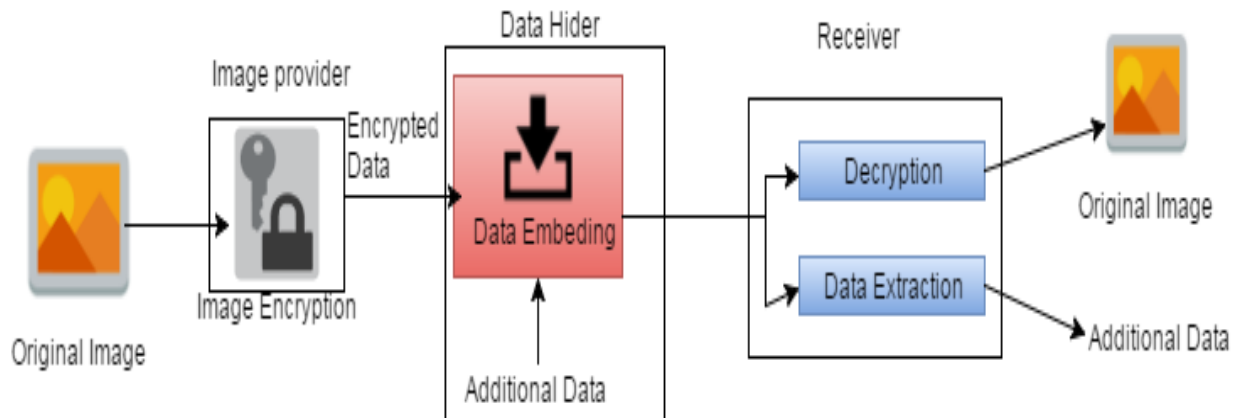 Data Hider
Receiver
Image provider
Encrypted
Data
Decryption
Data Embeding
Original Image
Data Extraction
Image Encryption
Original Image
Additional Data
Additional Data